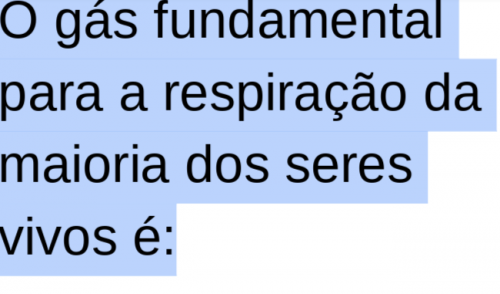 O gás fundamental
para a respiração da
maioria dos seres
vivos é: